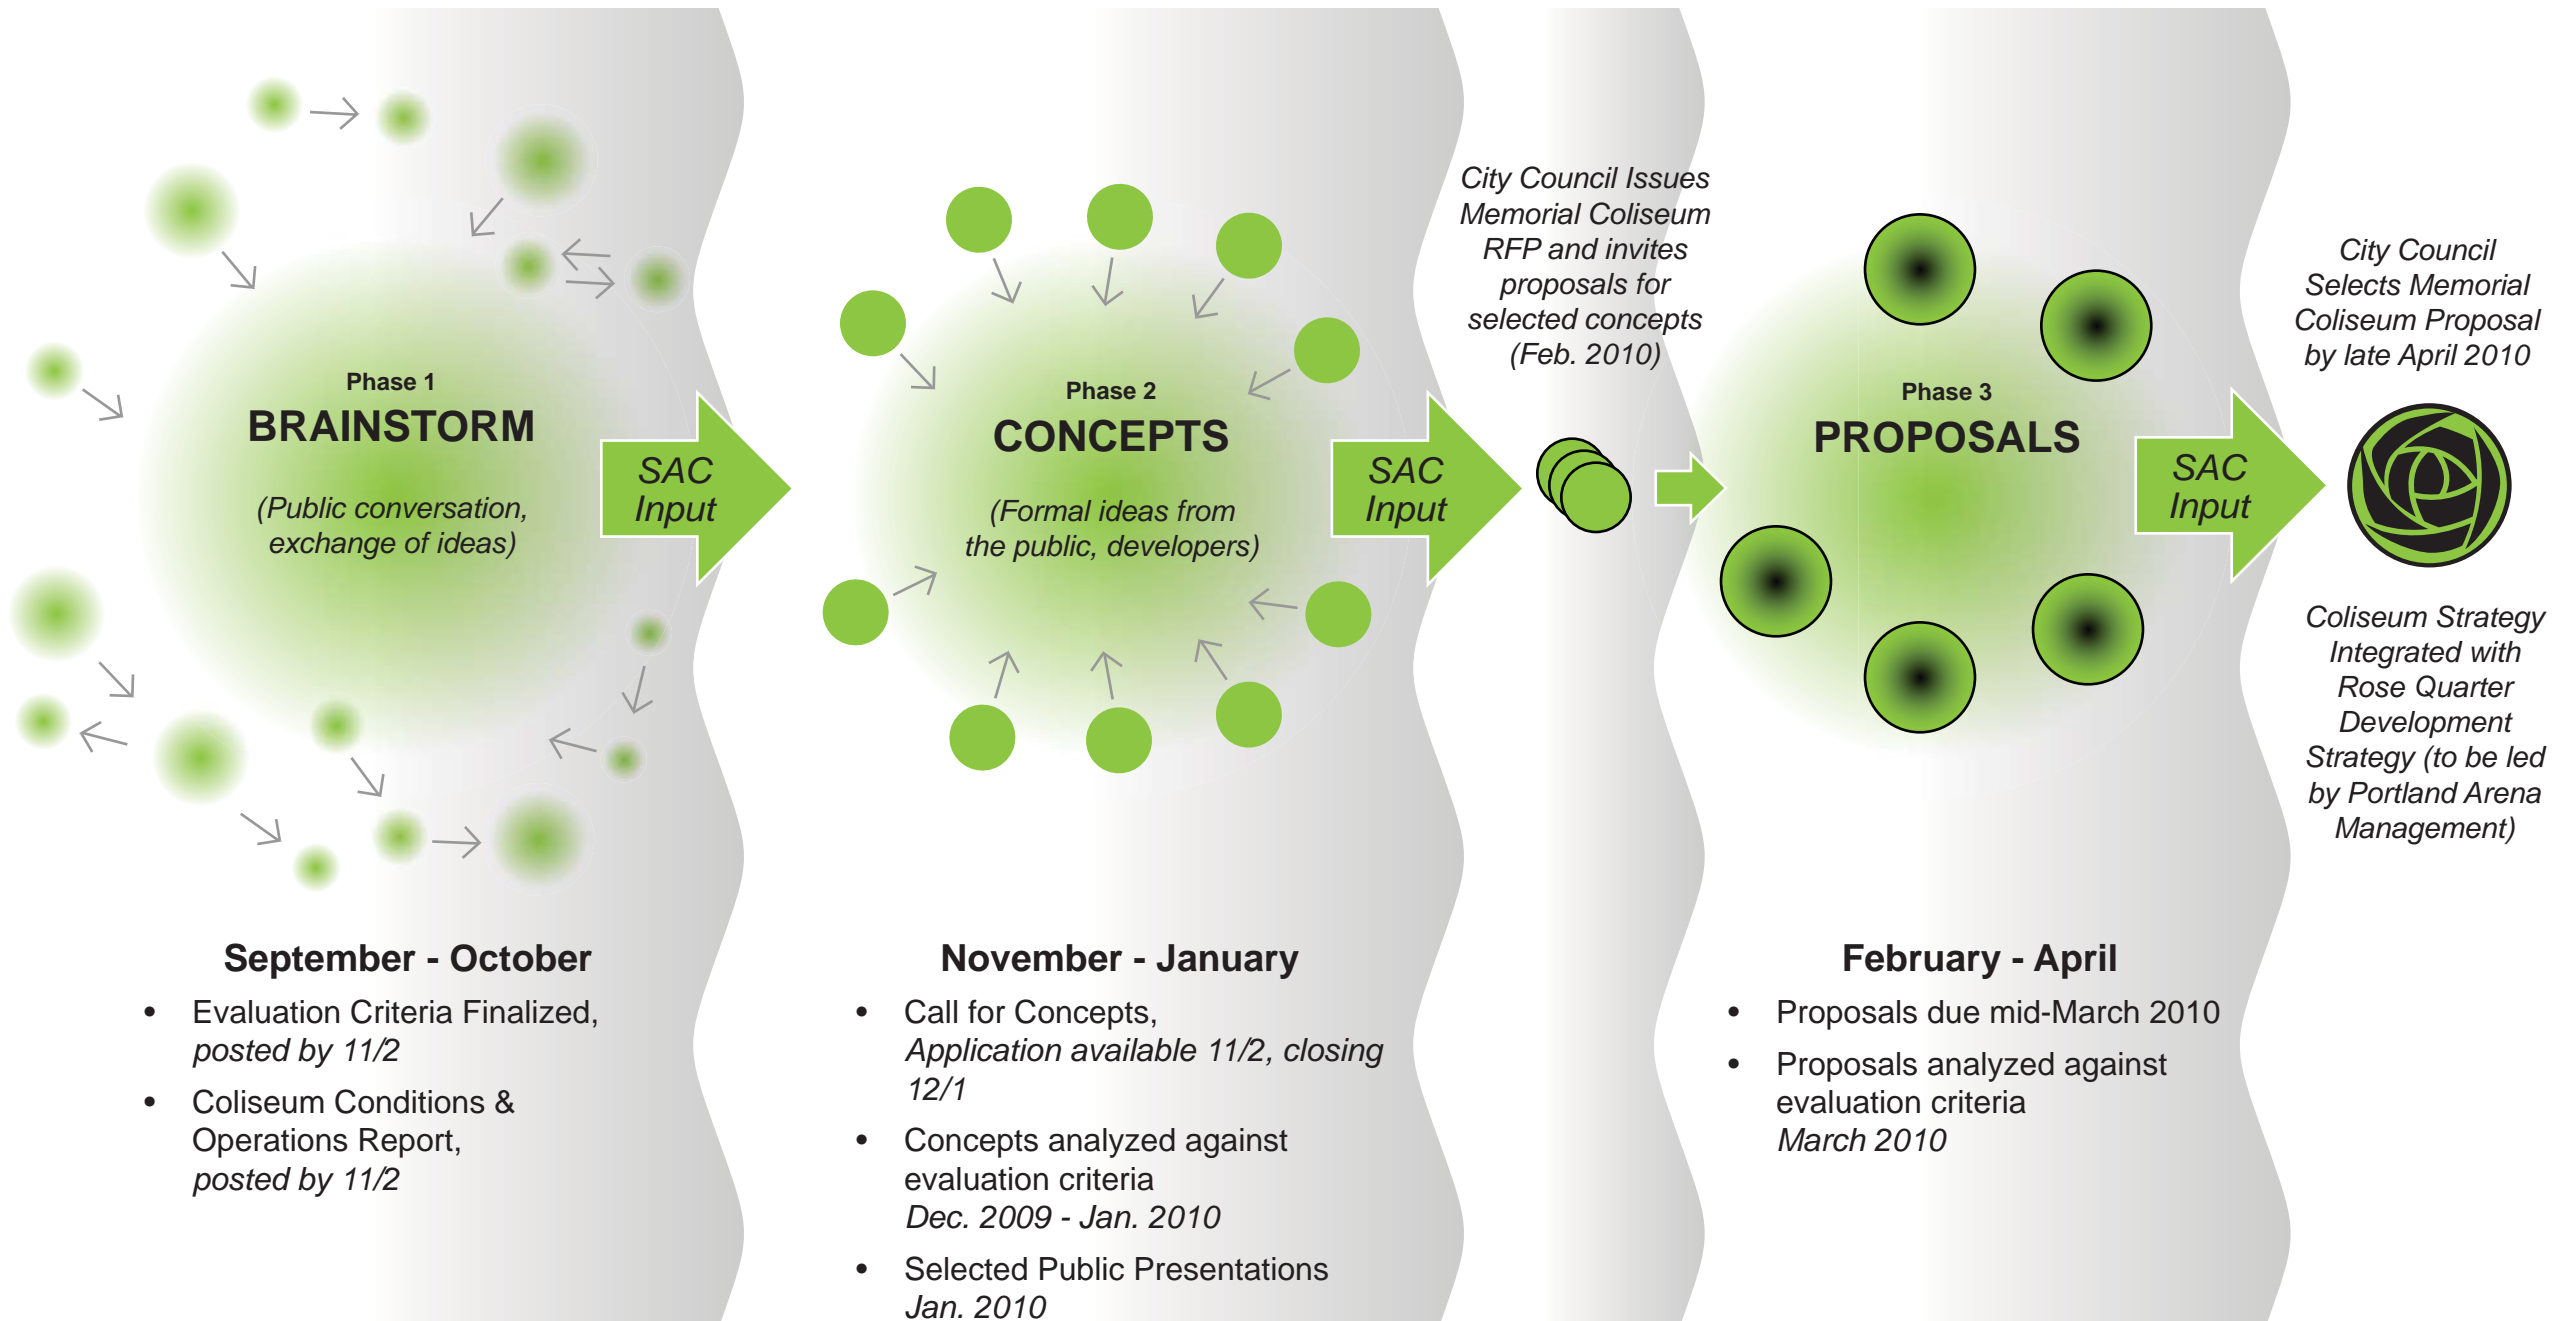 Phase 1
BRAINSTORM
(Public conversation,
exchange of ideas)
SAC
Input
September - October
• Evaluation Criteria Finalized,
posted by 11/2
• Coliseum Conditions &
Operations Report,
posted by 11/2
Phase 2
CONCEPTS
(Formal ideas from
the public, developers)
SAC
Input
November - January
• Call for Concepts,
Application available 11/2, closing
12/1
• Concepts analyzed against
evaluation criteria
Dec. 2009 - Jan. 2010
• Selected Public Presentations
Jan. 2010
City Council Issues
Memorial Coliseum
RFP and invites
proposals for
selected concepts
(Feb. 2010)
Phase 3
PROPOSALS
SAC
Input
February - April
• Proposals due mid-March 2010
• Proposals analyzed against
evaluation criteria
March 2010
City Council
Selects Memorial
Coliseum Proposal
by late April 2010
Coliseum Strategy
Integrated with
Rose Quarter
Development
Strategy (to be led
by Portland Arena
Management)